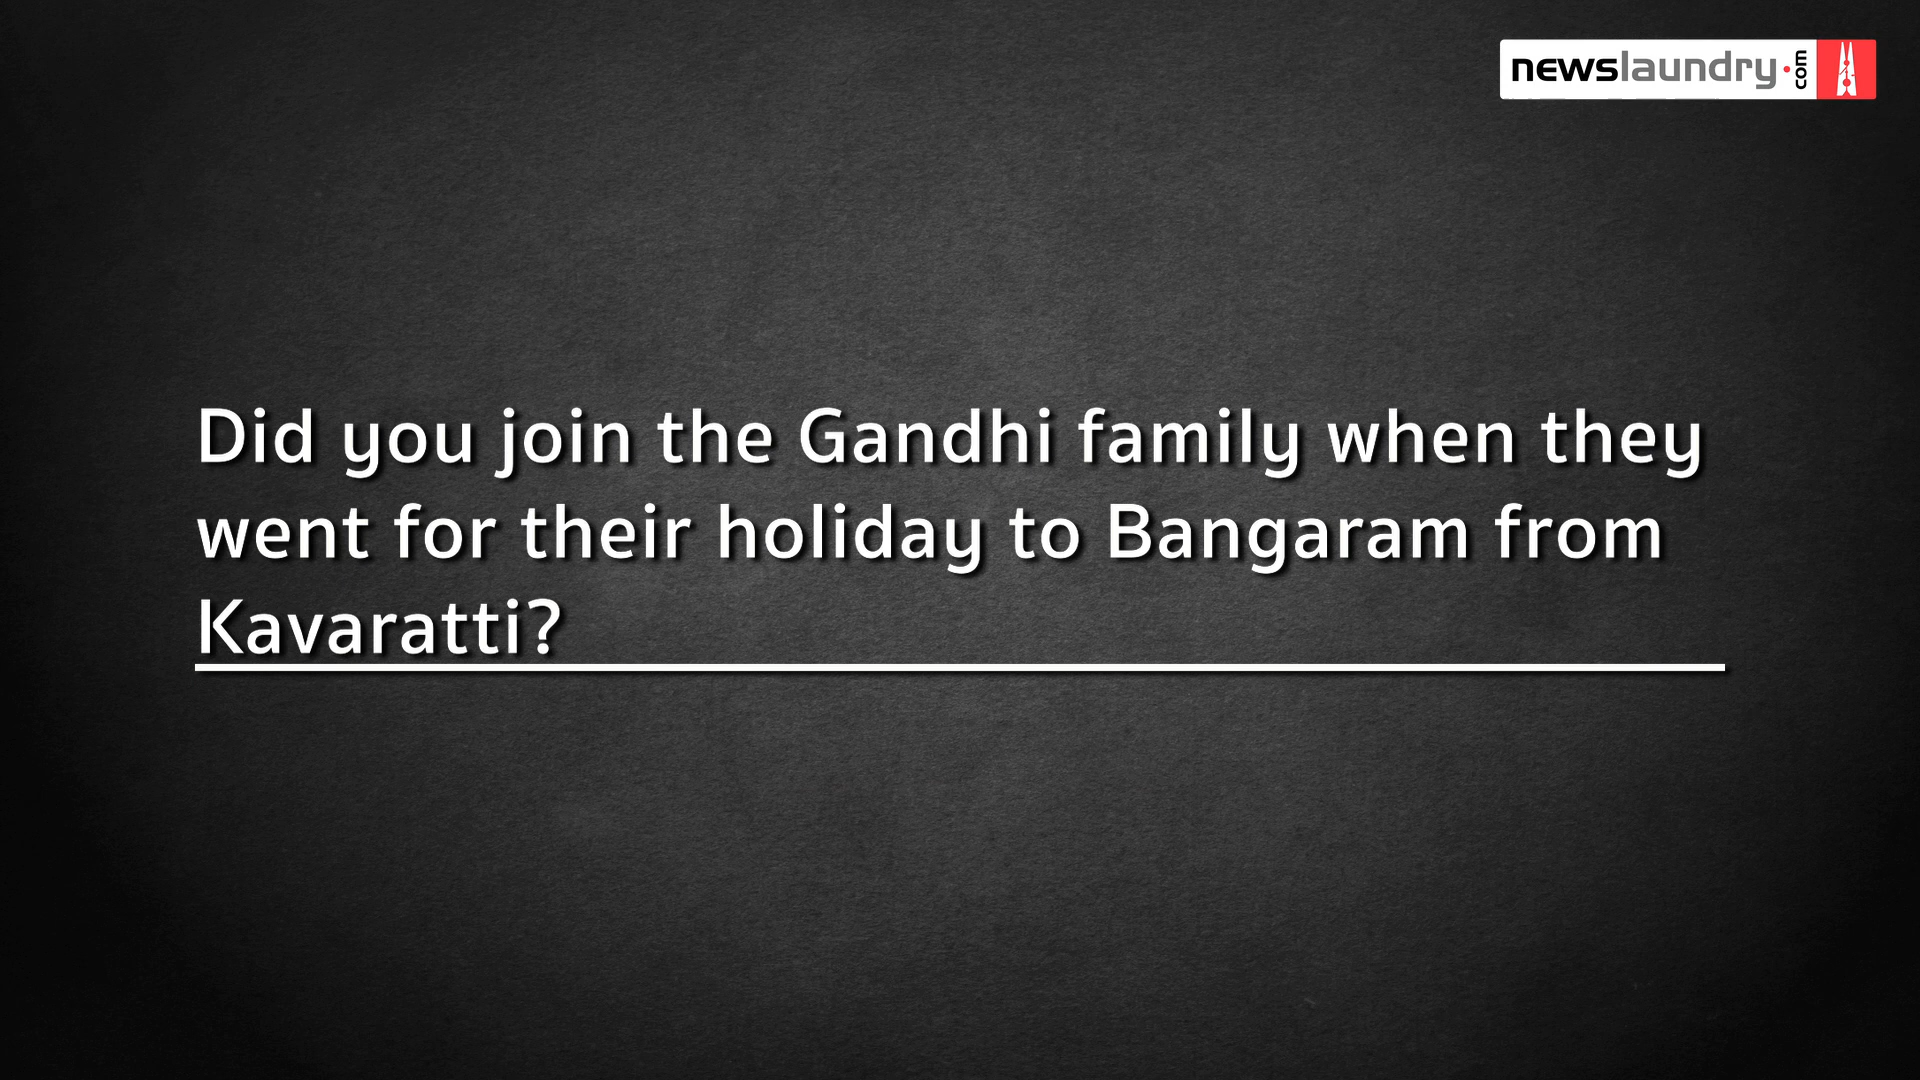 newslaundry.com
Did you join the Gandhi family when they
went for their holiday to Bangaram from
Kavaratti?